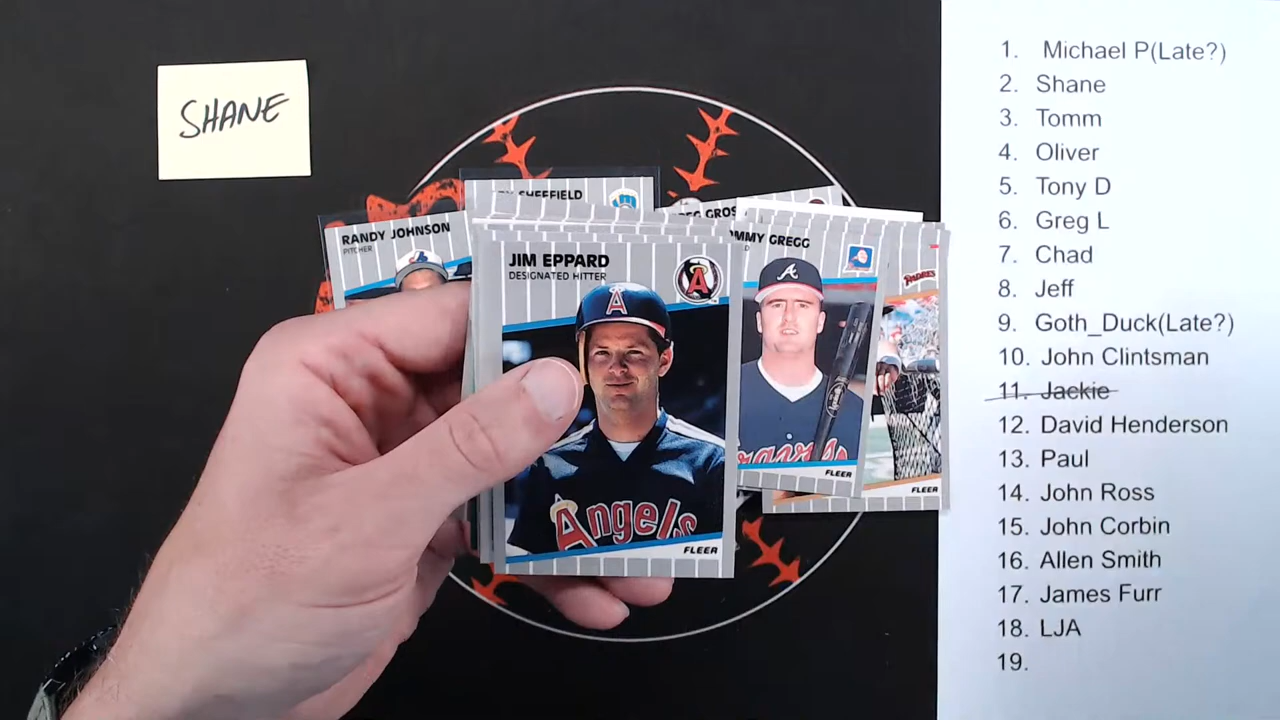 SHANE
SHEFFIELD
RANDY JOHNSON
PITCHER
JIM EPPARD
DESIGNATED HITTER
A
A
Angels
FLEER
GREGG
A
FLEER
PADRES
FLEER
1. Michael P(Late?)
2. Shane
3. Tomm
4. Oliver
5. Tony D
6. Greg L
7. Chad
8. Jeff
9. Goth_Duck(Late?)
10. John Clintsman
11. Jackie
12. David Henderson
13. Paul
14. John Ross
15. John Corbin
16. Allen Smith
17. James Furr
18. LJA
19.